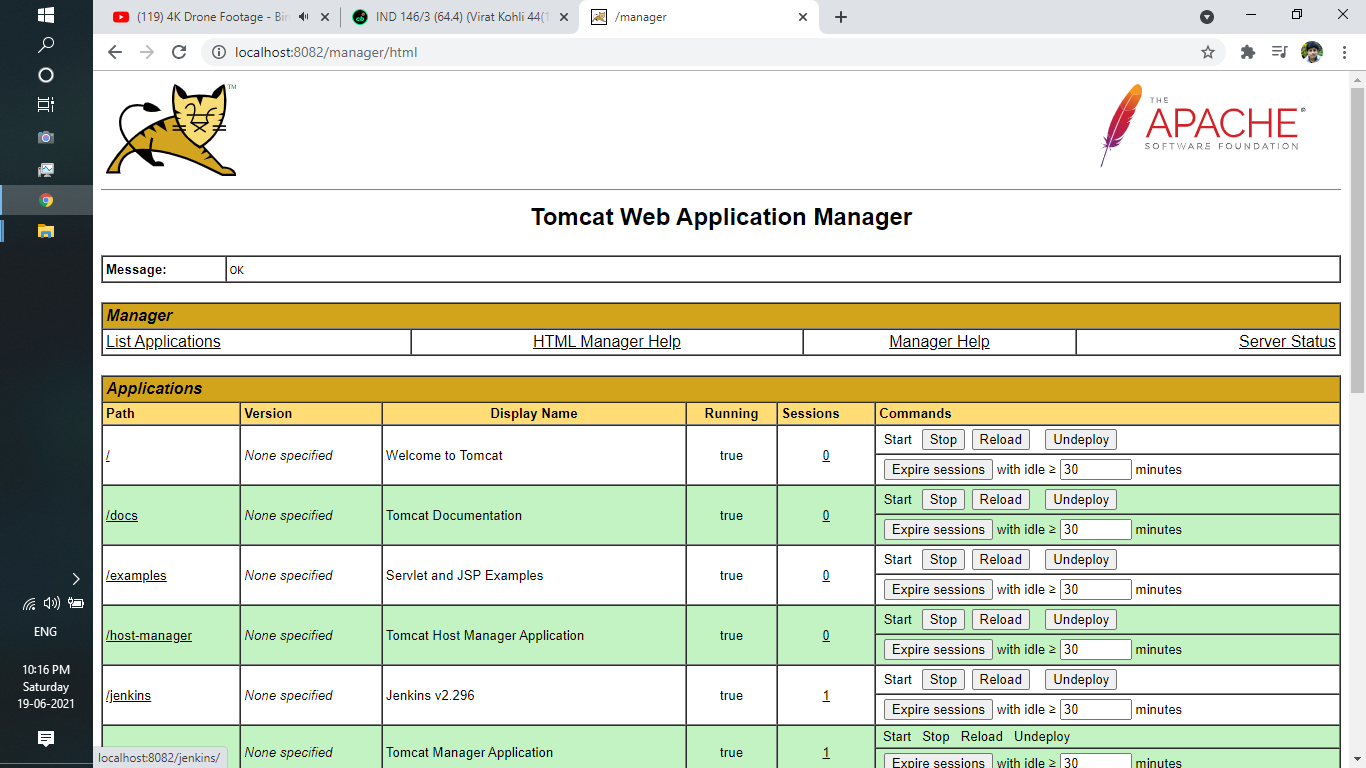 (119) 4K Drone Footage - Bir
IND 146/3 (64.4) (Virat Kohli 44(1
/manager
localhost:8082/manager/html
TM
THE
APACHE
SOFTWARE FOUNDATION
Tomcat Web Application Manager
Message: OK
Manager
List Applications HTML Manager Help Manager Help Server Status
Applications
Path Version Display Name Running Sessions Commands
/ None specified Welcome to Tomcat true 0 Start Stop Reload Undeploy
Expire sessions with idle ≥ 30 minutes
/docs None specified Tomcat Documentation true 0 Start Stop Reload Undeploy
Expire sessions with idle ≥ 30 minutes
/examples None specified Servlet and JSP Examples true 0 Start Stop Reload Undeploy
Expire sessions with idle ≥ 30 minutes
/host-manager None specified Tomcat Host Manager Application true 0 Start Stop Reload Undeploy
Expire sessions with idle ≥ 30 minutes
/jenkins None specified Jenkins v2.296 true 1 Start Stop Reload Undeploy
Expire sessions with idle ≥ 30 minutes
None specified Tomcat Manager Application true 1 Start Stop Reload Undeploy
Expire sessions with idle ≥ 30 minutes
localhost:8082/jenkins/
ENG
10:16 PM
Saturday
19-06-2021